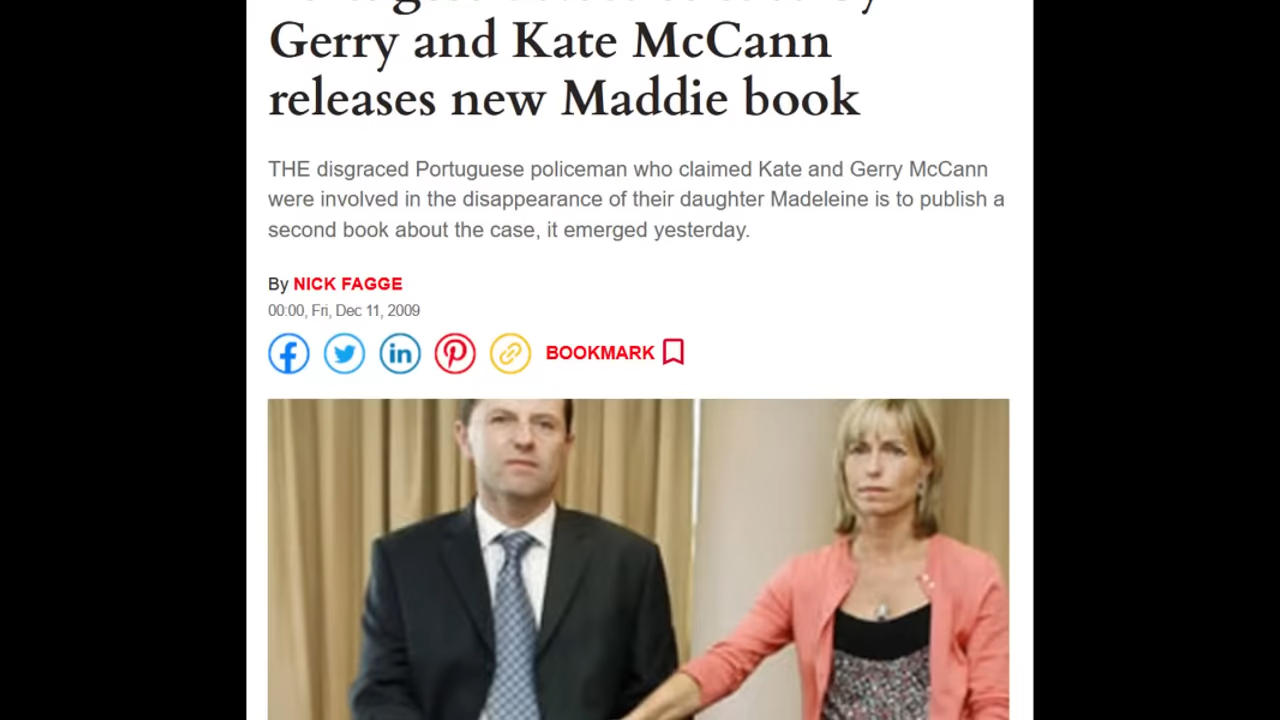 Gerry and Kate McCann
releases new Maddie book
THE disgraced Portuguese policeman who claimed Kate and Gerry McCann
were involved in the disappearance of their daughter Madeleine is to publish a
second book about the case, it emerged yesterday.
By NICK FAGGE
00:00, Fri, Dec 11, 2009
BOOKMARK